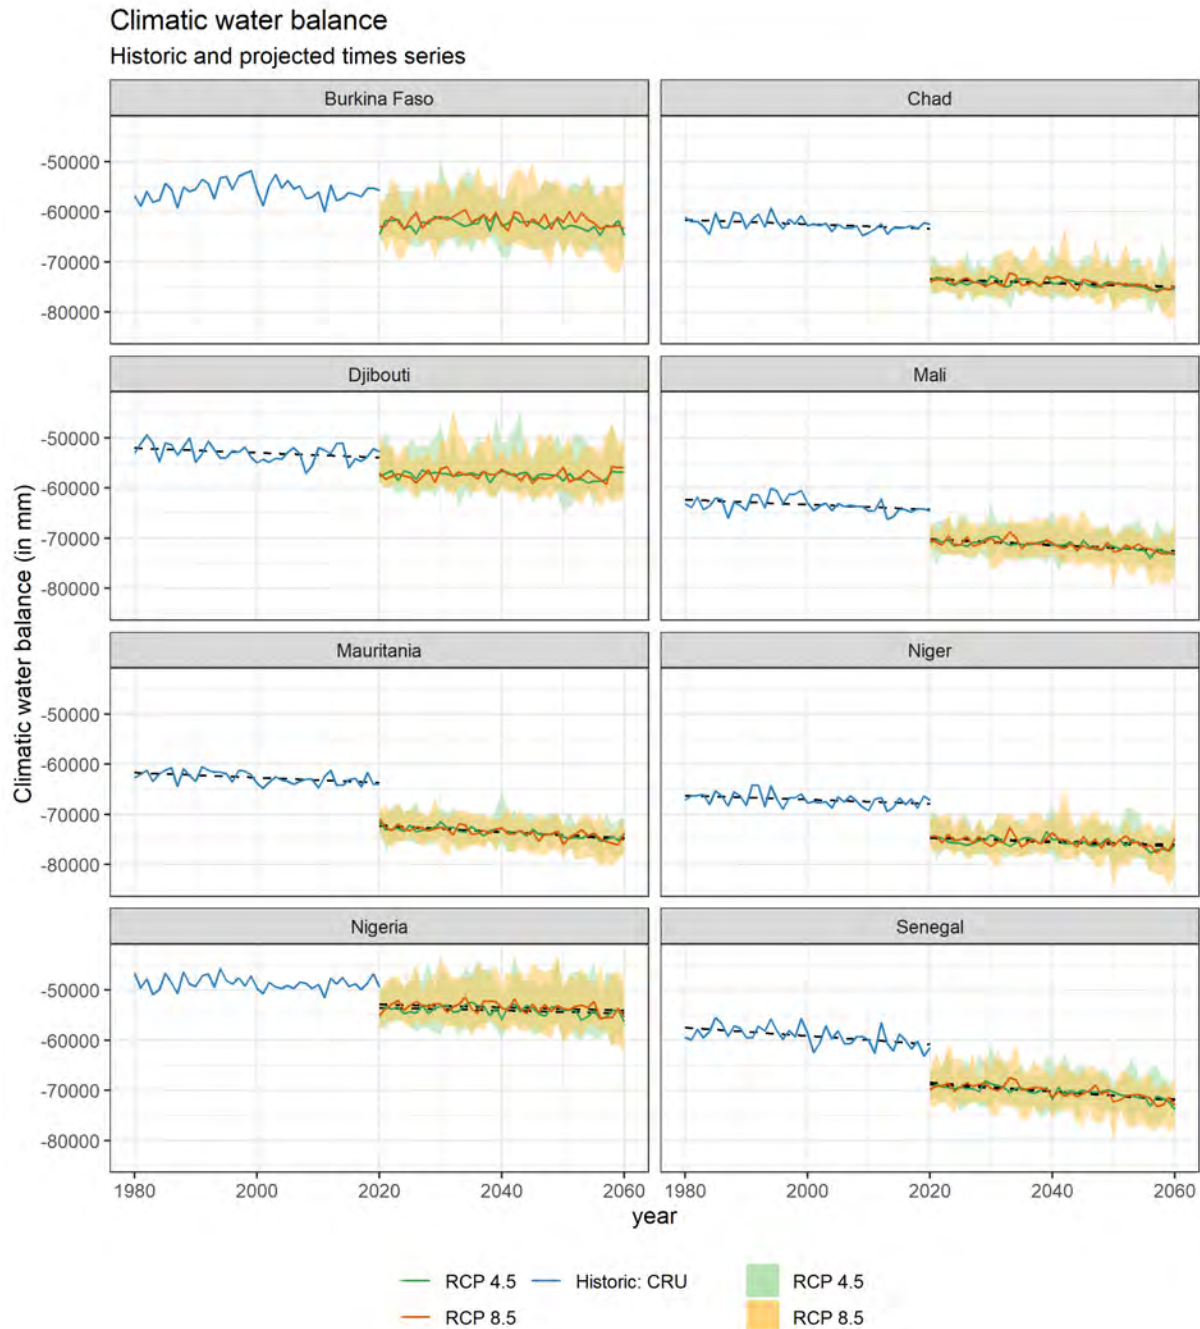 Climatic water balance
Historic and projected times series
Burkina Faso
Chad
-50000
-60000
-70000
-80000
Djibouti
Mali
-50000
-60000
-70000
-80000
Mauritania
Niger
-50000
-60000
-70000
-80000
Nigeria
Senegal
-50000
-60000
-70000
-80000
Climatic water balance (in mm)
1980 2000 2020 2040 2060 1980 2000 2020 2040 2060
year
RCP 4.5 Historic: CRU RCP 4.5
RCP 8.5 RCP 8.5